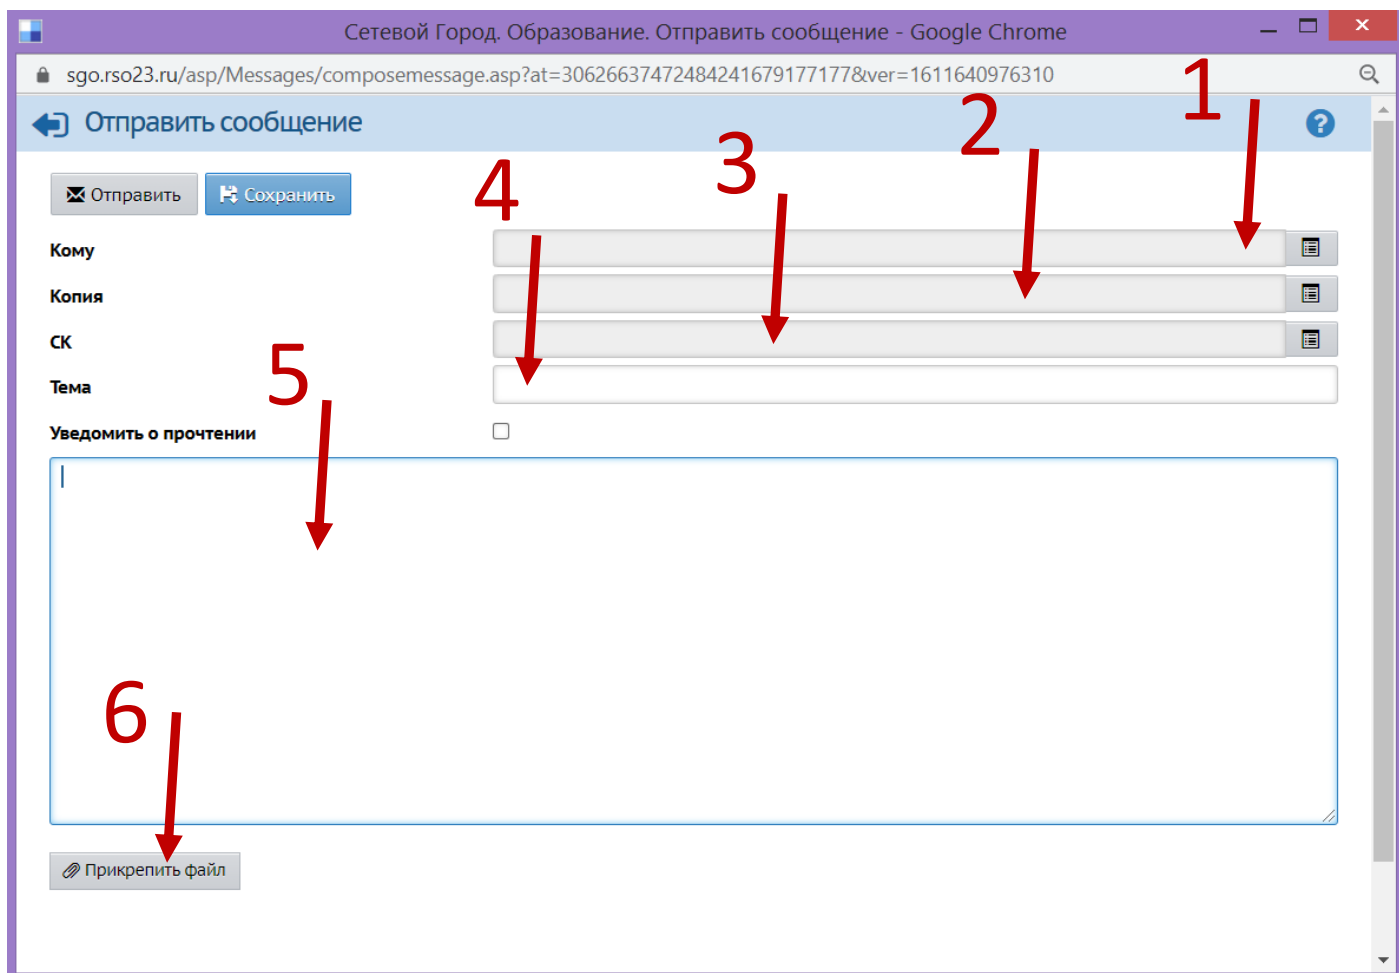 Сетевой Город. Образование. Отправить сообщение - Google Chrome
sgo.rso23.ru/asp/Messages/composemessage.asp?at=30626637472484241679177177&ver=1611640976310
Отправить сообщение
?
1
2
3
4
Отправить
Сохранить
Кому
Копия
СК
5
Тема
Уведомить о прочтении
6
Прикрепить файл